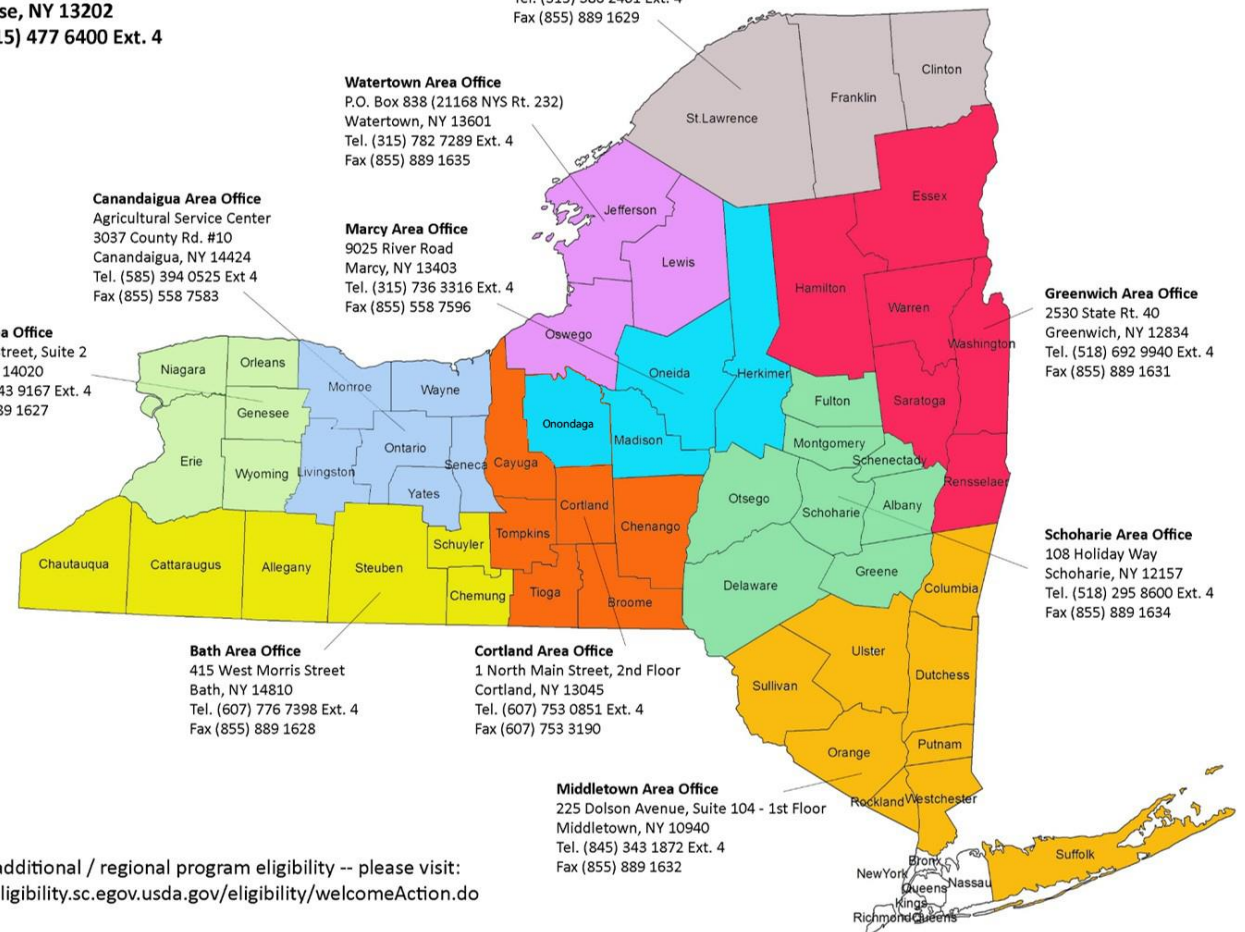 se, NY 13202
15) 477 6400 Ext. 4
Fax (855) 889 1629
Watertown Area Office
P.O. Box 838 (21168 NYS Rt. 232)
Watertown, NY 13601
Tel. (315) 782 7289 Ext. 4
Fax (855) 889 1635
Canandaigua Area Office
Agricultural Service Center
3037 County Rd. #10
Canandaigua, NY 14424
Tel. (585) 394 0525 Ext 4
Fax (855) 558 7583
Marcy Area Office
9025 River Road
Marcy, NY 13403
Tel. (315) 736 3316 Ext. 4
Fax (855) 558 7596
a Office
treet, Suite 2
14020
43 9167 Ext. 4
89 1627
Greenwich Area Office
2530 State Rt. 40
Greenwich, NY 12834
Tel. (518) 692 9940 Ext. 4
Fax (855) 889 1631
Schoharie Area Office
108 Holiday Way
Schoharie, NY 12157
Tel. (518) 295 8600 Ext. 4
Fax (855) 889 1634
Bath Area Office
415 West Morris Street
Bath, NY 14810
Tel. (607) 776 7398 Ext. 4
Fax (855) 889 1628
Cortland Area Office
1 North Main Street, 2nd Floor
Cortland, NY 13045
Tel. (607) 753 0851 Ext. 4
Fax (607) 753 3190
Middletown Area Office
225 Dolson Avenue, Suite 104 - 1st Floor
Middletown, NY 10940
Tel. (845) 343 1872 Ext. 4
Fax (855) 889 1632
additional / regional program eligibility -- please visit:
ligibility.sc.egov.usda.gov/eligibility/welcomeAction.do
Clinton
Franklin
St.Lawrence
Essex
Jefferson
Lewis
Hamilton
Warren
Washington
Oswego
Oneida
Herkimer
Niagara
Orleans
Monroe
Wayne
Genesee
Fulton
Saratoga
Onondaga
Madison
Montgomery
Schenectady
Erie
Wyoming
Livingston
Ontario
Seneca
Cayuga
Yates
Rensselaer
Otsego
Schoharie
Albany
Cortland
Chenango
Tompkins
Schuyler
Chautauqua
Cattaraugus
Allegany
Steuben
Chemung
Tioga
Broome
Delaware
Greene
Columbia
Ulster
Sullivan
Dutchess
Orange
Putnam
Rockland
Westchester
Suffolk
Bronx
NewYork
Queens
Nassau
Kings
Richmond
Queens